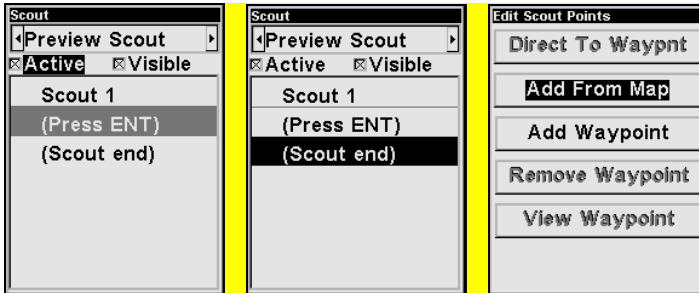 Scout
Preview Scout
Active Visible
Scout 1
(Press ENT)
(Scout end)
Scout
Preview Scout
Active Visible
Scout 1
(Press ENT)
(Scout end)
Edit Scout Points
Direct To Waypnt
Add From Map
Add Waypoint
Remove Waypoint
View Waypoint